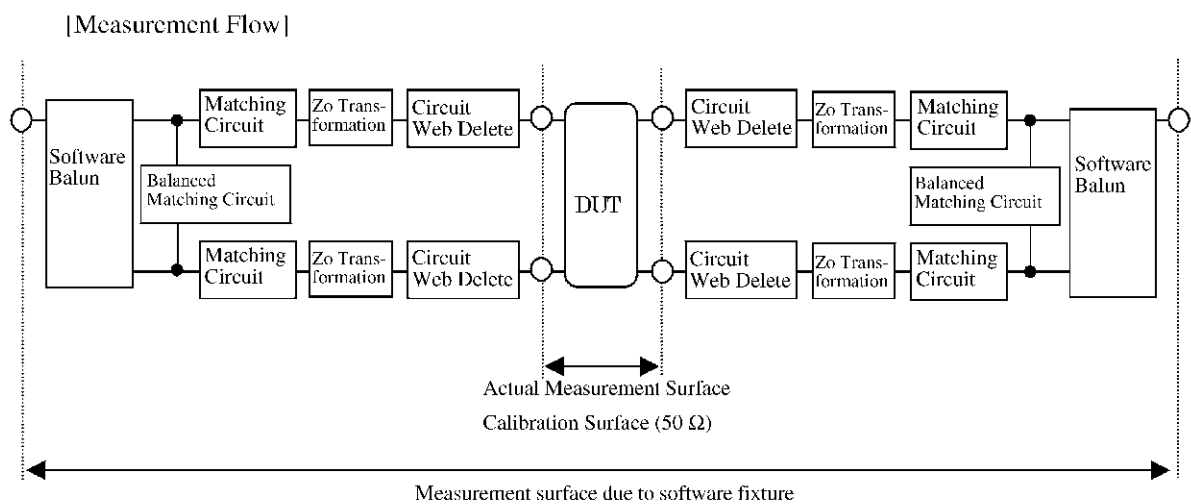 [Measurement Flow]
Software
Balun
Balanced
Matching Circuit
Matching
Circuit
Zo Trans-
formation
Circuit
Web Delete
Matching
Circuit
Zo Trans-
formation
Circuit
Web Delete
DUT
Circuit
Web Delete
Zo Trans-
formation
Matching
Circuit
Circuit
Web Delete
Zo Trans-
formation
Matching
Circuit
Balanced
Matching Circuit
Software
Balun
Actual Measurement Surface
Calibration Surface (50 Ω)
Measurement surface due to software fixture